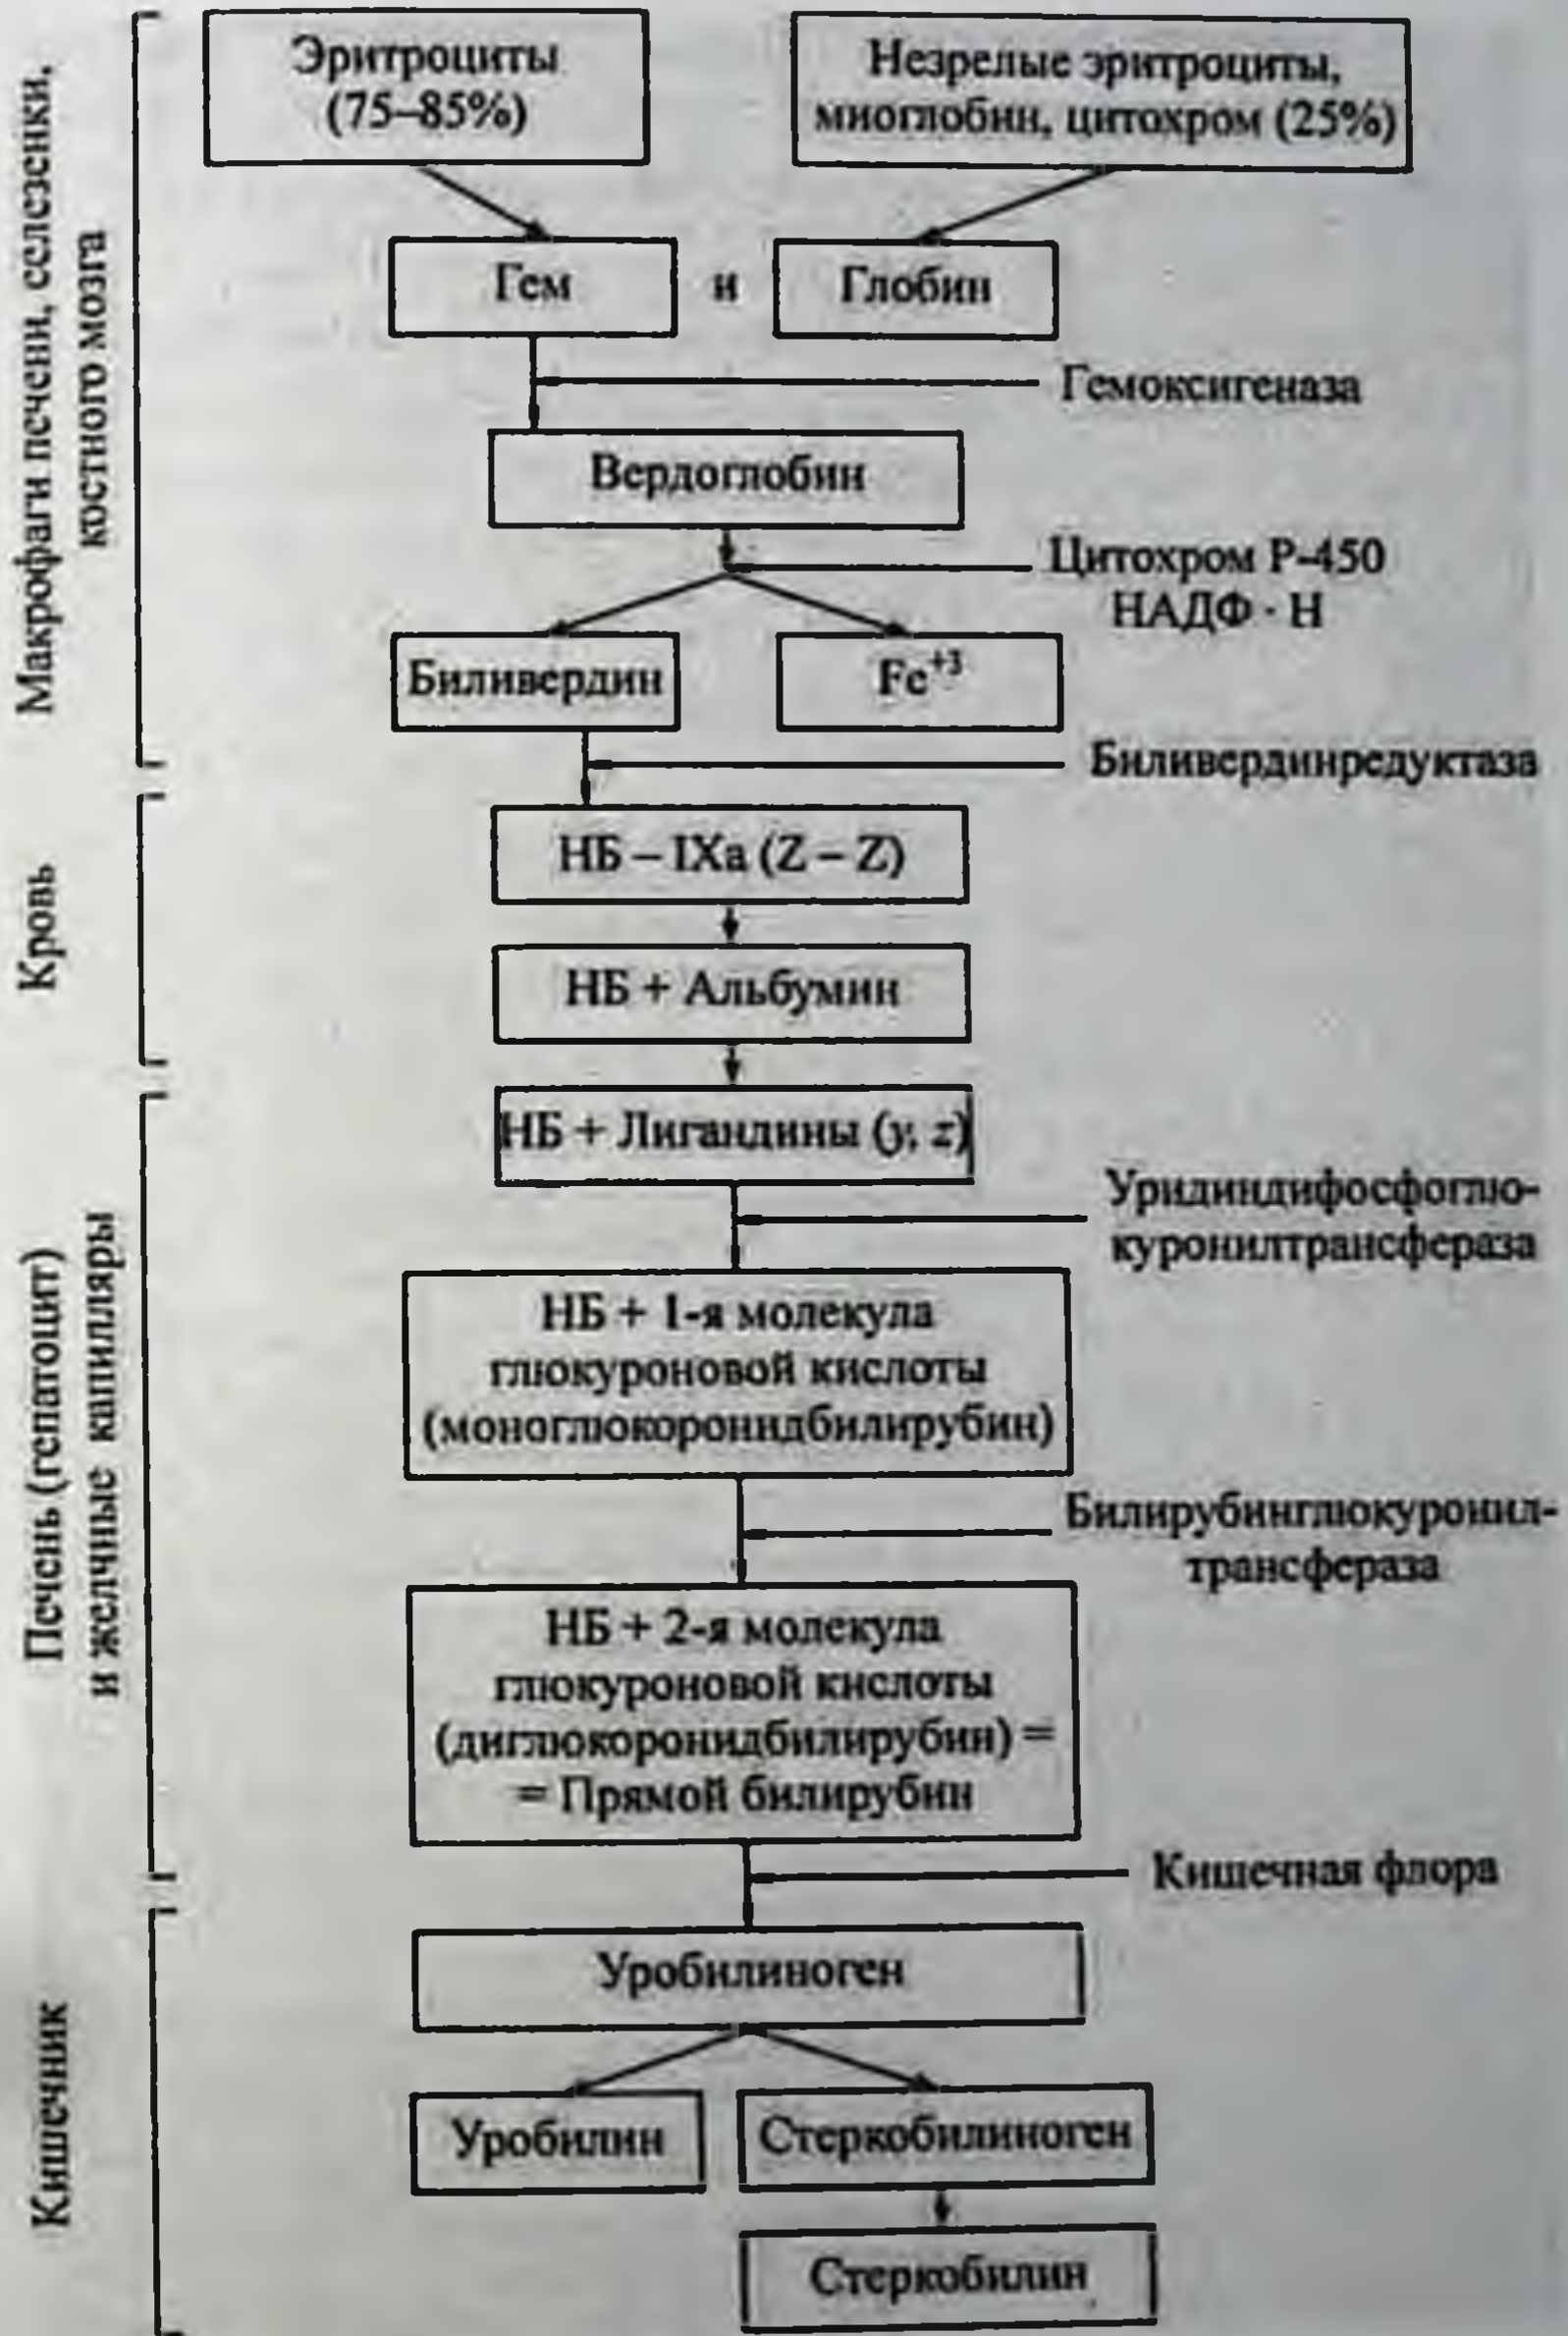 Макрофаги печени, селезенки,
костного мозга
Эритроциты
(75–85%)
Незрелые эритроциты,
миоглобин, цитохром (25%)
Гем
и
Глобин
Гемоксигеназа
Вердоглобин
Цитохром Р-450
НАДФ · Н
Биливердин
Fe⁺³
Биливердинредуктаза
Кровь
НБ – IXa (Z – Z)
НБ + Альбумин
Печень (гепатоцит)
и желчные капилляры
НБ + Лигандины (y, z)
Уридиндифосфоглю-
куронилтрансфераза
НБ + 1-я молекула
глюкуроновой кислоты
(моноглюкоронидбилирубин)
Билирубинглюкуронил-
трансфераза
НБ + 2-я молекула
глюкуроновой кислоты
(диглюкоронидбилирубин) =
= Прямой билирубин
Кишечная флора
Кишечник
Уробилиноген
Уробилин
Стеркобилиноген
Стеркобилин